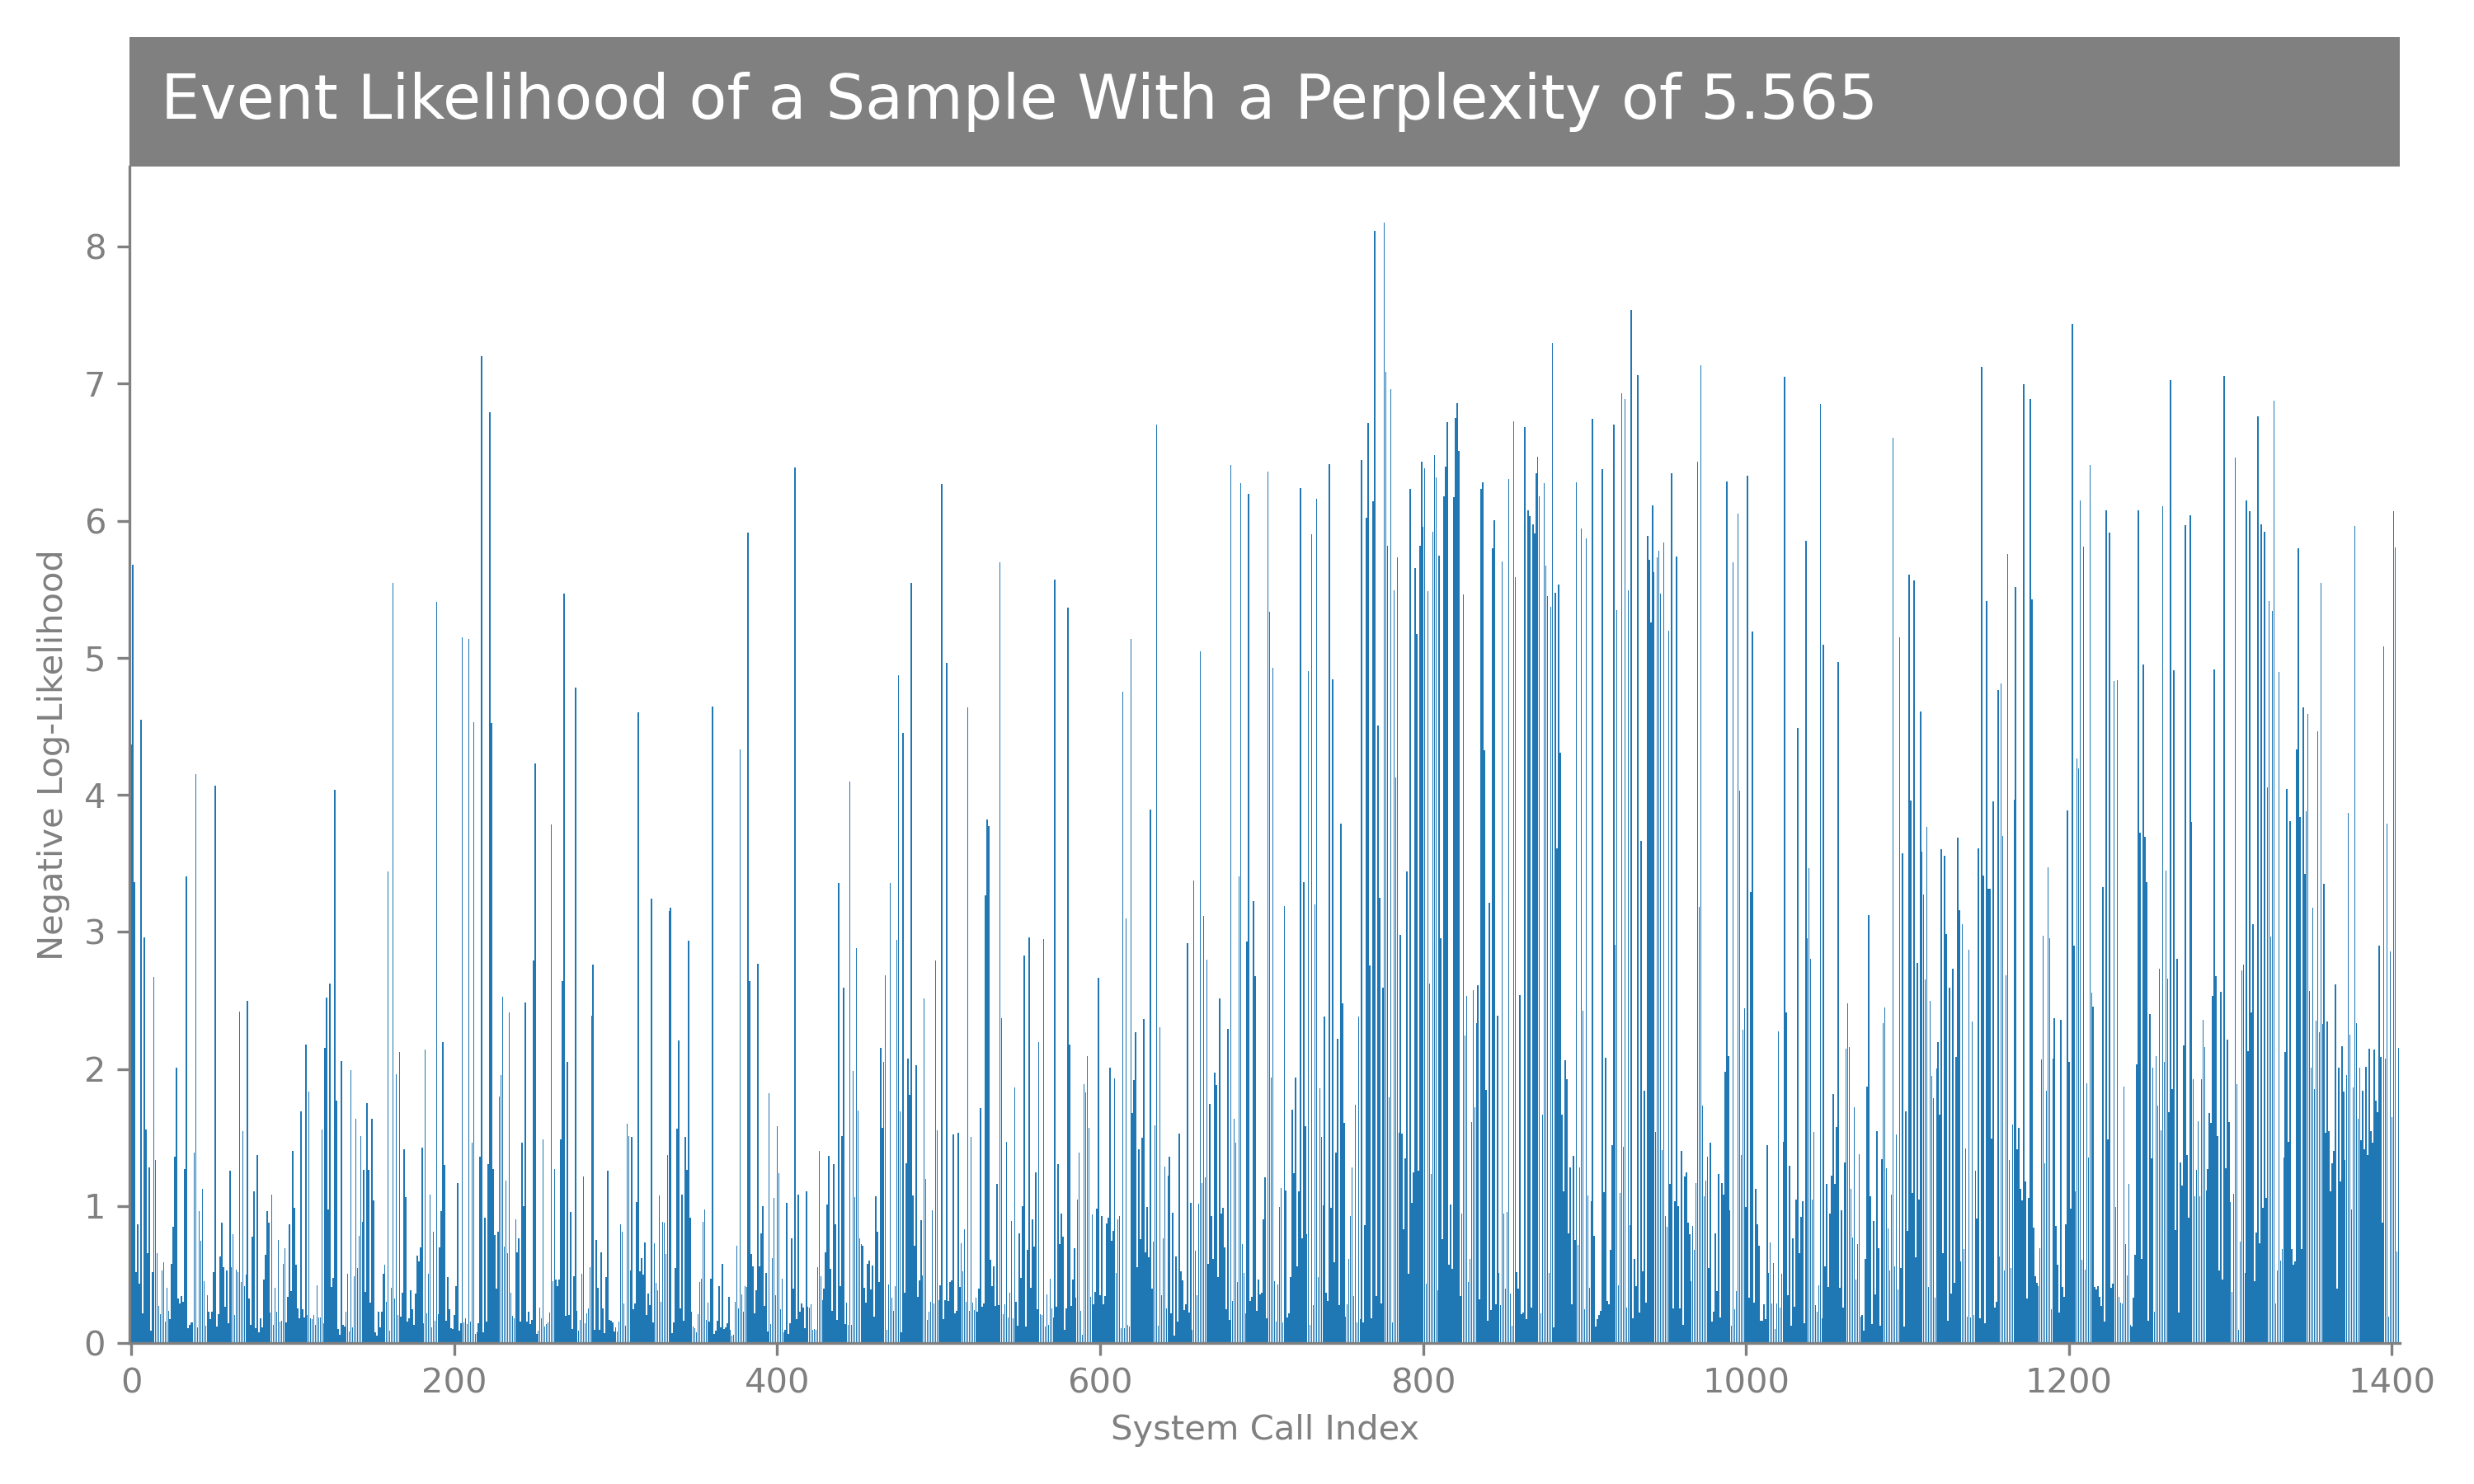 Event Likelihood of a Sample With a Perplexity of 5.565
8
7
6
5
4
3
2
1
0
Negative Log-Likelihood
0 200 400 600 800 1000 1200 1400
System Call Index